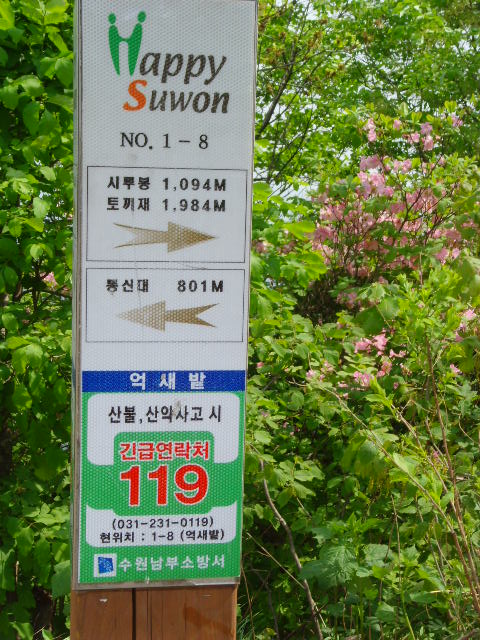 Happy
Suwon
NO. 1 - 8
시루봉 1,094M
토끼재 1,984M
통신대 801M
억새밭
산불, 산악사고 시
긴급연락처
119
(031-231-0119)
현위치 : 1-8 (억새밭)
수원남부소방서